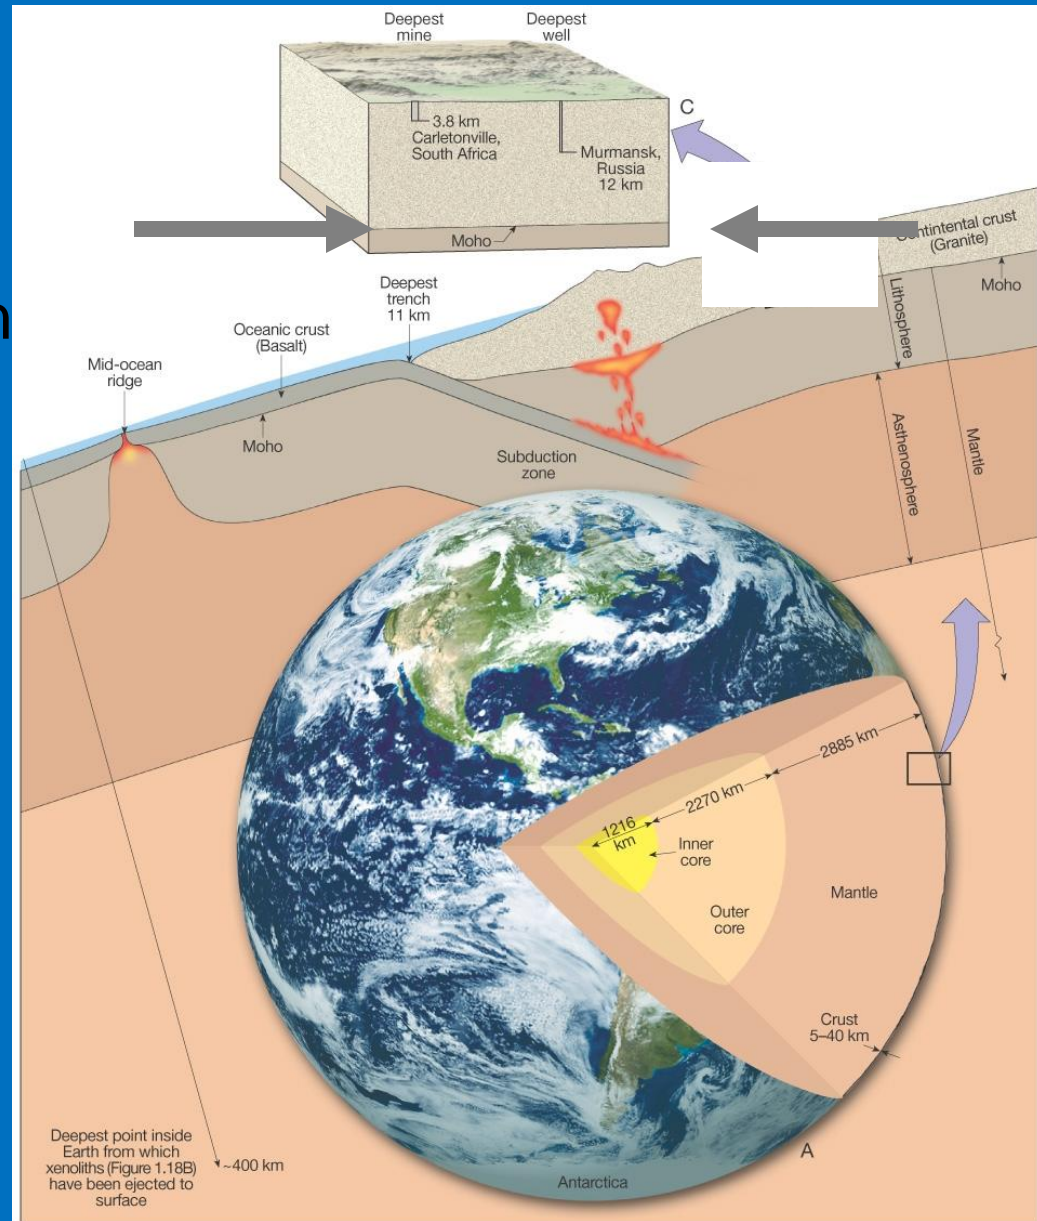 Deepest
mine
Deepest
well
C
3.8 km
Carletonville,
South Africa
Murmansk,
Russia
12 km
Moho
Contintental crust
(Granite)
Moho
Lithosphere
Deepest
trench
11 km
n
Oceanic crust
(Basalt)
Mid-ocean
ridge
Moho
Subduction
zone
Asthenosphere
Mantle
2885 km
2270 km
1216
km
Inner
core
Mantle
Outer
core
Crust
5–40 km
Deepest point inside
Earth from which
xenoliths (Figure 1.18B)
have been ejected to
surface
~400 km
A
Antarctica